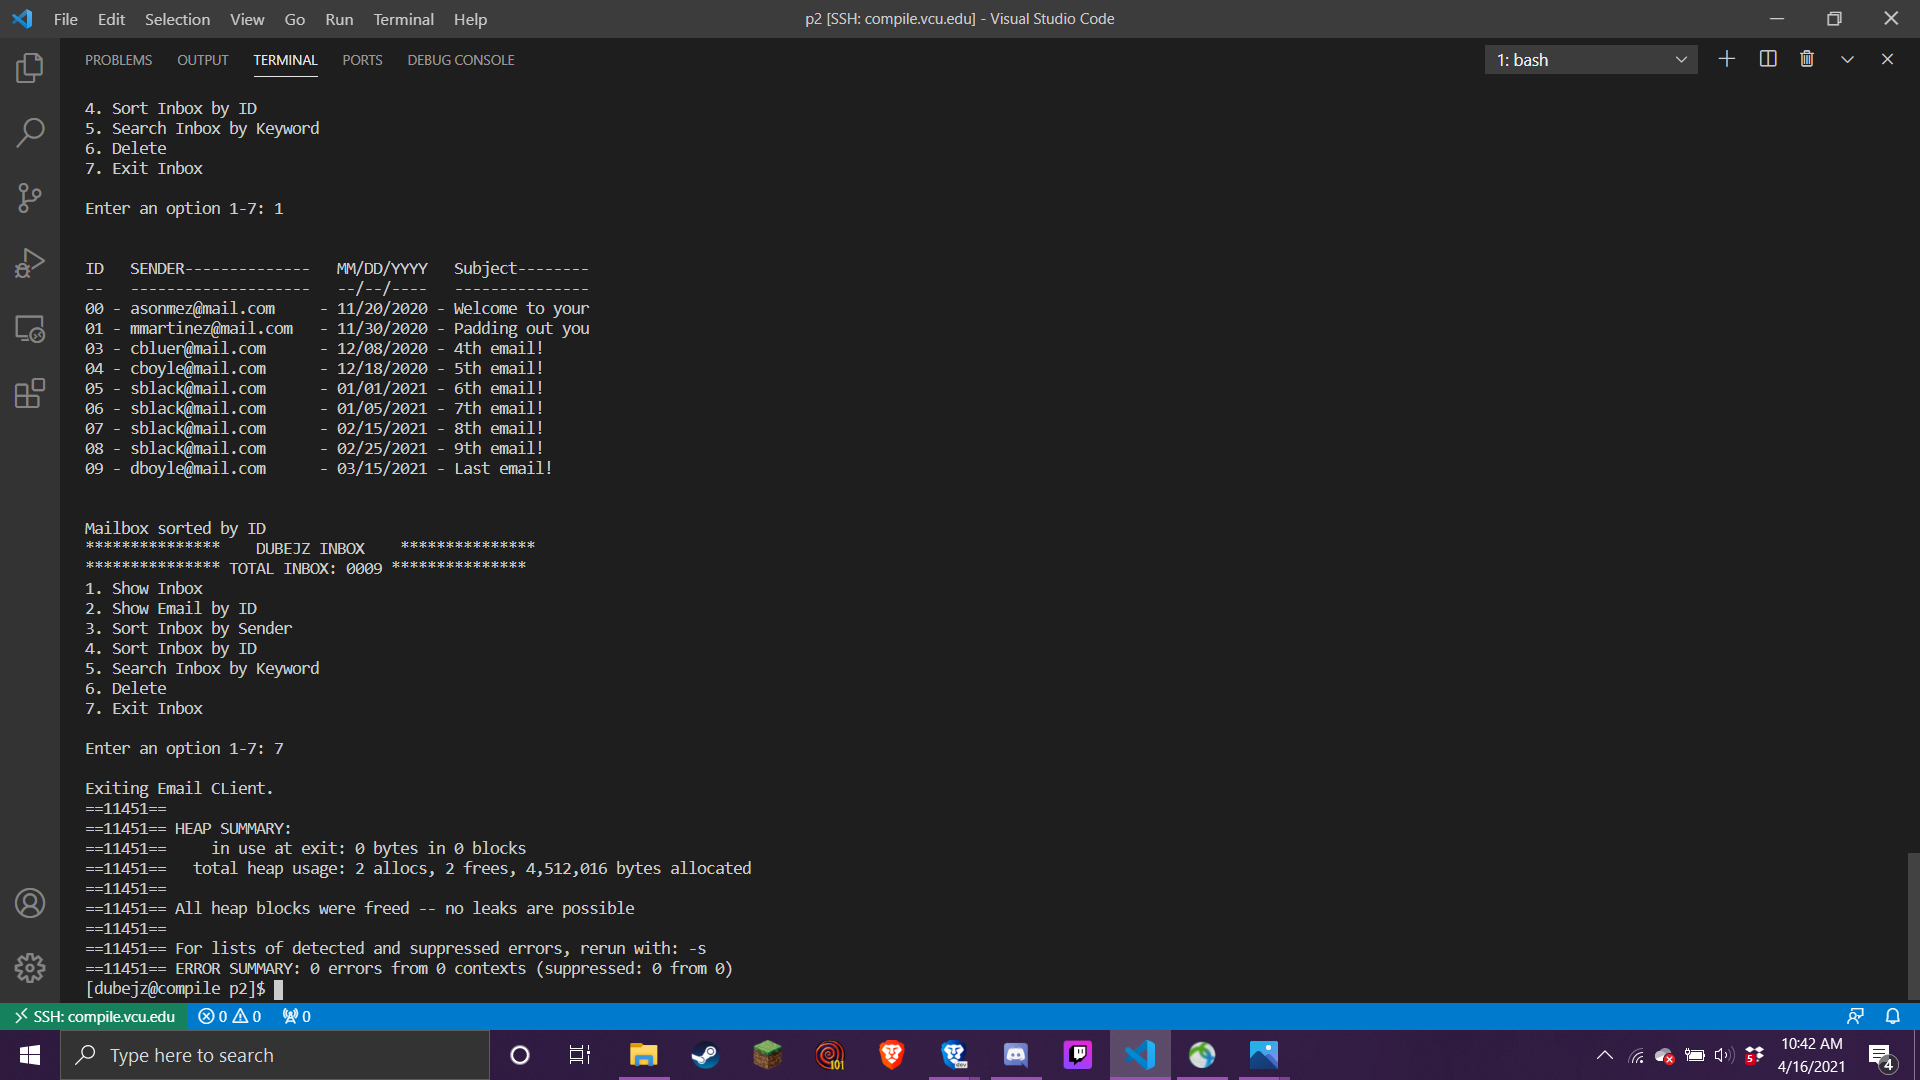 File Edit Selection View Go Run Terminal Help
p2 [SSH: compile.vcu.edu] - Visual Studio Code
PROBLEMS OUTPUT TERMINAL PORTS DEBUG CONSOLE
1: bash
4. Sort Inbox by ID
5. Search Inbox by Keyword
6. Delete
7. Exit Inbox
Enter an option 1-7: 1
ID   SENDER--------------   MM/DD/YYYY   Subject--------
--   --------------------   --/--/----   ---------------
00 - asonmez@mail.com     - 11/20/2020 - Welcome to your
01 - mmartinez@mail.com   - 11/30/2020 - Padding out you
03 - cbluer@mail.com      - 12/08/2020 - 4th email!
04 - cboyle@mail.com      - 12/18/2020 - 5th email!
05 - sblack@mail.com      - 01/01/2021 - 6th email!
06 - sblack@mail.com      - 01/05/2021 - 7th email!
07 - sblack@mail.com      - 02/15/2021 - 8th email!
08 - sblack@mail.com      - 02/25/2021 - 9th email!
09 - dboyle@mail.com      - 03/15/2021 - Last email!
Mailbox sorted by ID
***************    DUBEJZ INBOX    ***************
*************** TOTAL INBOX: 0009 ***************
1. Show Inbox
2. Show Email by ID
3. Sort Inbox by Sender
4. Sort Inbox by ID
5. Search Inbox by Keyword
6. Delete
7. Exit Inbox
Enter an option 1-7: 7
Exiting Email CLient.
==11451==
==11451== HEAP SUMMARY:
==11451==     in use at exit: 0 bytes in 0 blocks
==11451==   total heap usage: 2 allocs, 2 frees, 4,512,016 bytes allocated
==11451==
==11451== All heap blocks were freed -- no leaks are possible
==11451==
==11451== For lists of detected and suppressed errors, rerun with: -s
==11451== ERROR SUMMARY: 0 errors from 0 contexts (suppressed: 0 from 0)
[dubejz@compile p2]$
SSH: compile.vcu.edu 0 0 0
Type here to search
101
dev
5
10:42 AM
4/16/2021
4